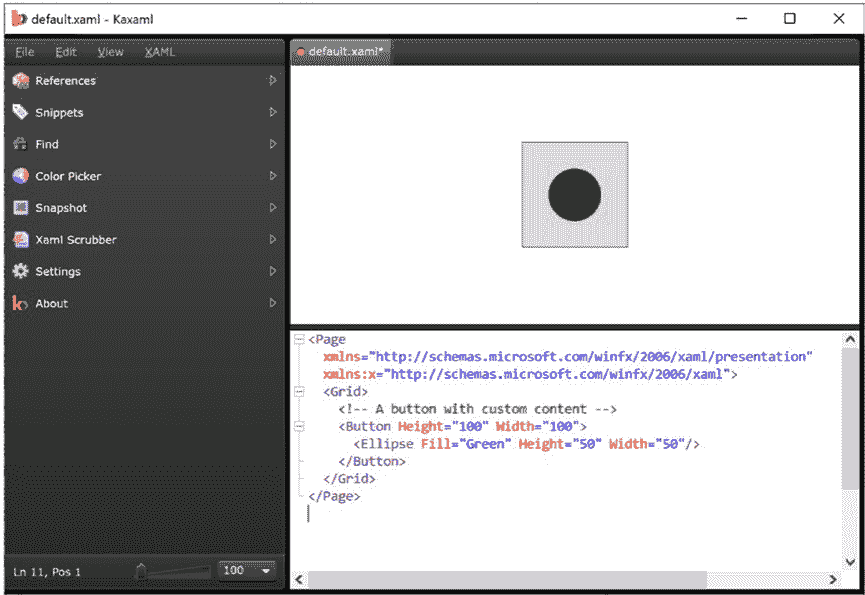 default.xaml - Kaxaml
File Edit View XAML
References
Snippets
Find
Color Picker
Snapshot
Xaml Scrubber
Settings
About
Ln 11, Pos 1
100
default.xaml*
<Page
xmlns="http://schemas.microsoft.com/winfx/2006/xaml/presentation"
xmlns:x="http://schemas.microsoft.com/winfx/2006/xaml">
<Grid>
<!-- A button with custom content -->
<Button Height="100" Width="100">
<Ellipse Fill="Green" Height="50" Width="50"/>
</Button>
</Grid>
</Page>